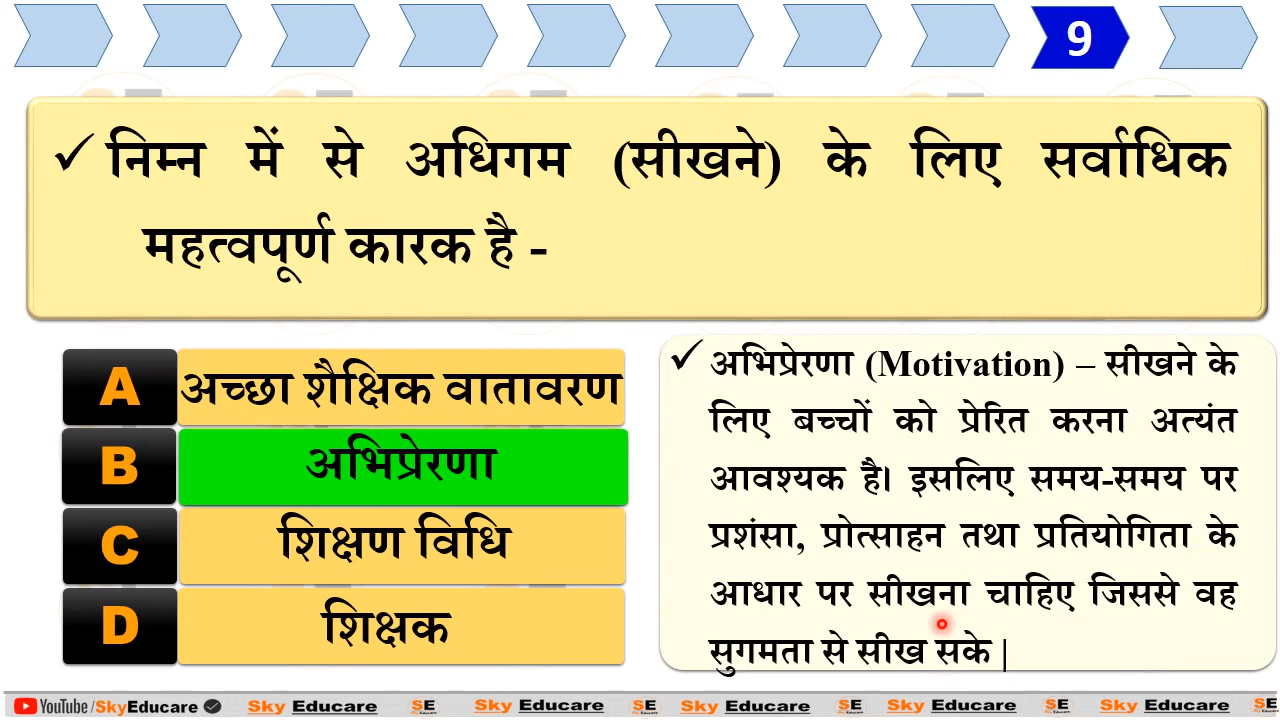 9
✓ निम्न में से अधिगम (सीखने) के लिए सर्वाधिक
महत्वपूर्ण कारक है -
A अच्छा शैक्षिक वातावरण
B अभिप्रेरणा
C शिक्षण विधि
D शिक्षक
✓ अभिप्रेरणा (Motivation) – सीखने के
लिए बच्चों को प्रेरित करना अत्यंत
आवश्यक है। इसलिए समय-समय पर
प्रशंसा, प्रोत्साहन तथा प्रतियोगिता के
आधार पर सीखना चाहिए जिससे वह
सुगमता से सीख सके |
YouTube /SkyEducare Sky Educare SE Sky Educare SE Sky Educare SE Sky Educare SE Sky Educare SE